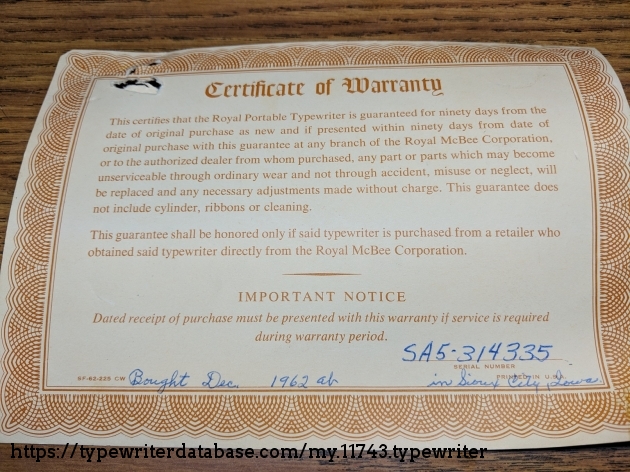 Certificate of Warranty
This certifies that the Royal Portable Typewriter is guaranteed for ninety days from the
date of original purchase as new and if presented within ninety days from date of
original purchase with this guarantee at any branch of the Royal McBee Corporation,
or to the authorized dealer from whom purchased, any part or parts which may become
unserviceable through ordinary wear and not through accident, misuse or neglect, will
be replaced and any necessary adjustments made without charge. This guarantee does
not include cylinder, ribbons or cleaning.
This guarantee shall be honored only if said typewriter is purchased from a retailer who
obtained said typewriter directly from the Royal McBee Corporation.
IMPORTANT NOTICE
Dated receipt of purchase must be presented with this warranty if service is required
during warranty period.
SA5-314335
SERIAL NUMBER
SF-62-225 CW PRINTED IN U.S.
Bought Dec. 1962 at in Sioux City, Iowa.
https://typewriterdatabase.com/my.11743.typewriter